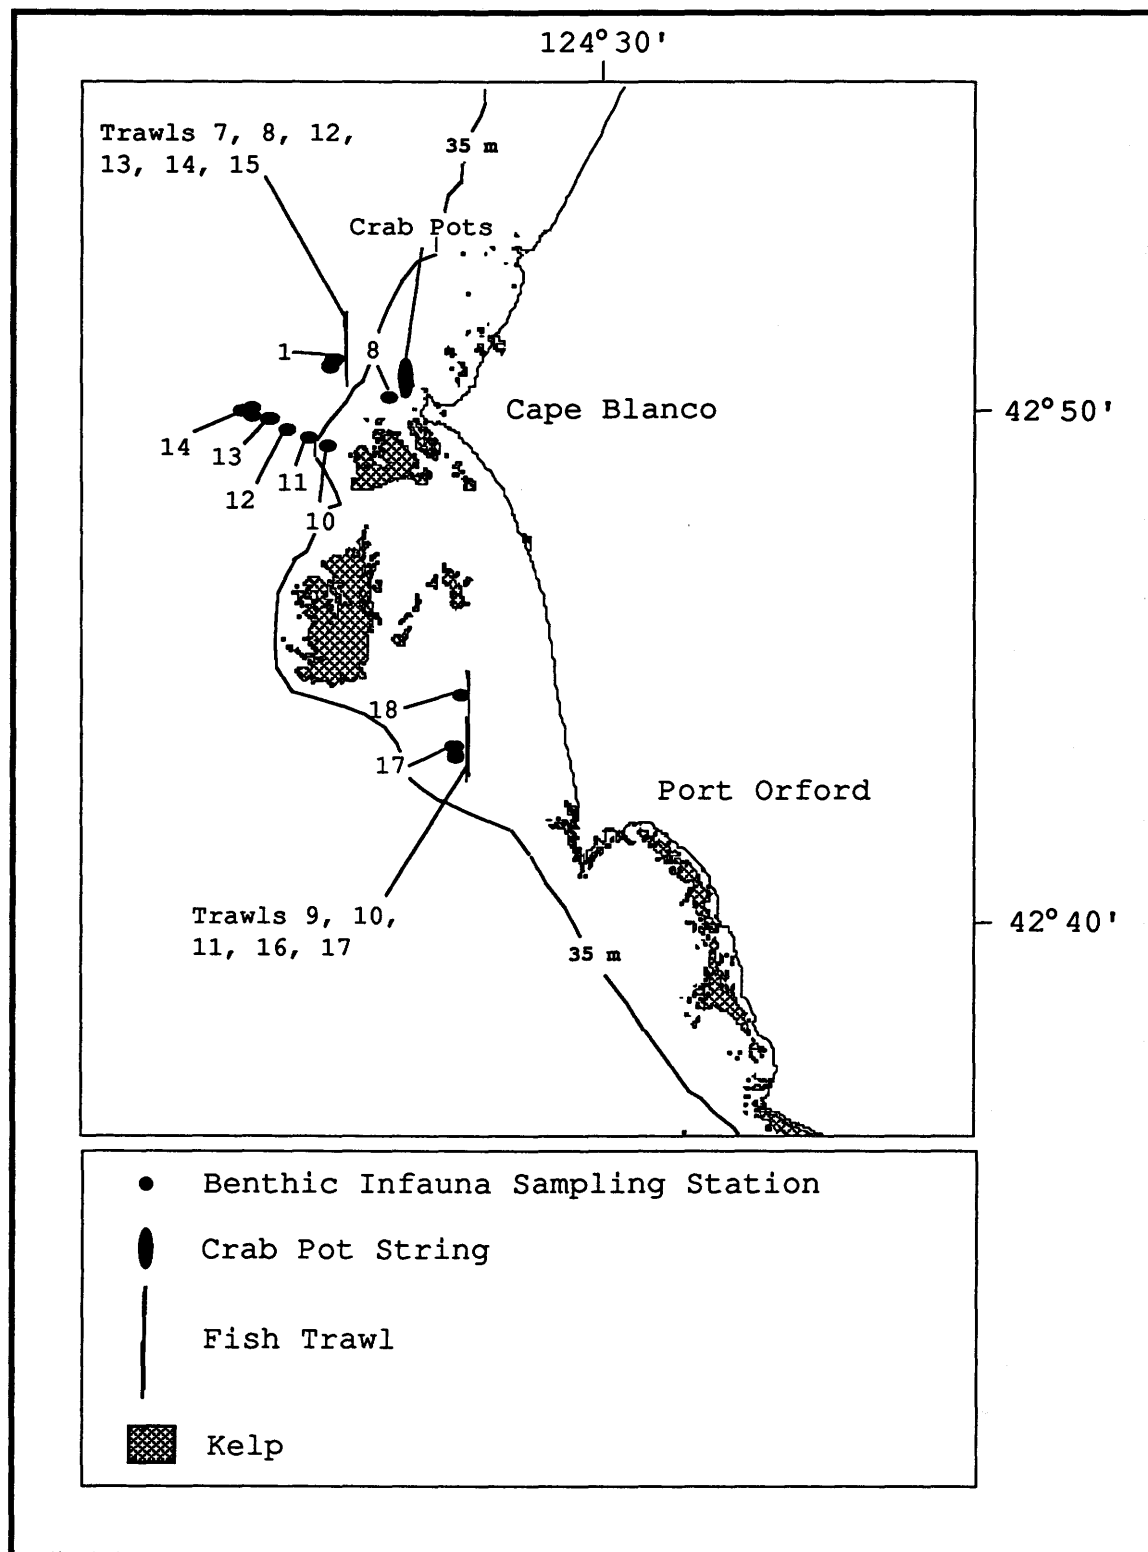 124°30'
Trawls 7, 8, 12,
13, 14, 15
35 m
Crab Pots
1
8
Cape Blanco
42°50'
14
13
12
11
10
18
17
Port Orford
Trawls 9, 10,
11, 16, 17
35 m
42°40'
Benthic Infauna Sampling Station
Crab Pot String
Fish Trawl
Kelp